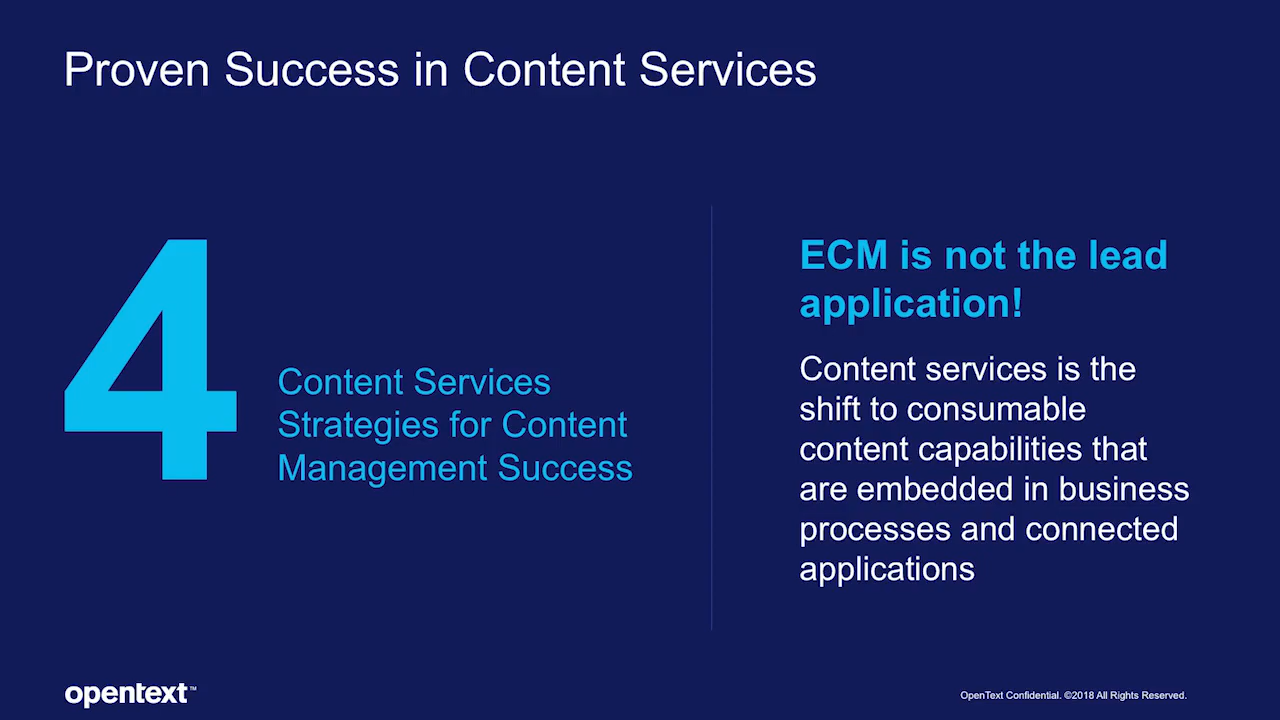 Proven Success in Content Services
4
Content Services
Strategies for Content
Management Success
ECM is not the lead
application!
Content services is the
shift to consumable
content capabilities that
are embedded in business
processes and connected
applications
opentext™
OpenText Confidential. ©2018 All Rights Reserved.